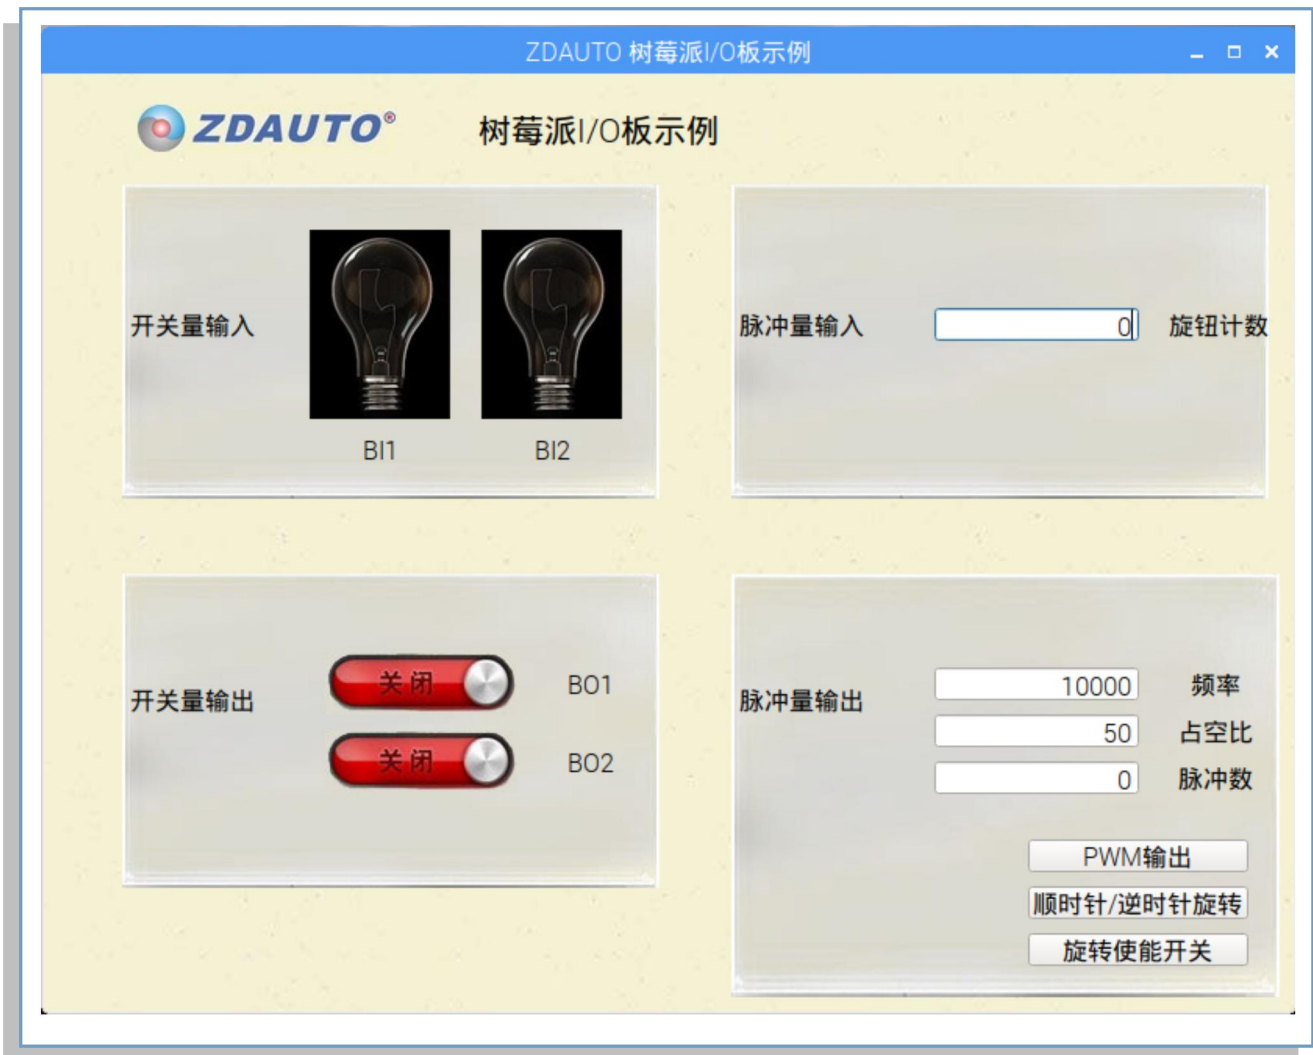 ZDAUTO 树莓派I/O板示例
ZDAUTO® 树莓派I/O板示例
开关量输入
BI1 BI2
脉冲量输入 0 旋钮计数
开关量输出
关闭 BO1
关闭 BO2
脉冲量输出
10000 频率
50 占空比
0 脉冲数
PWM输出
顺时针/逆时针旋转
旋转使能开关